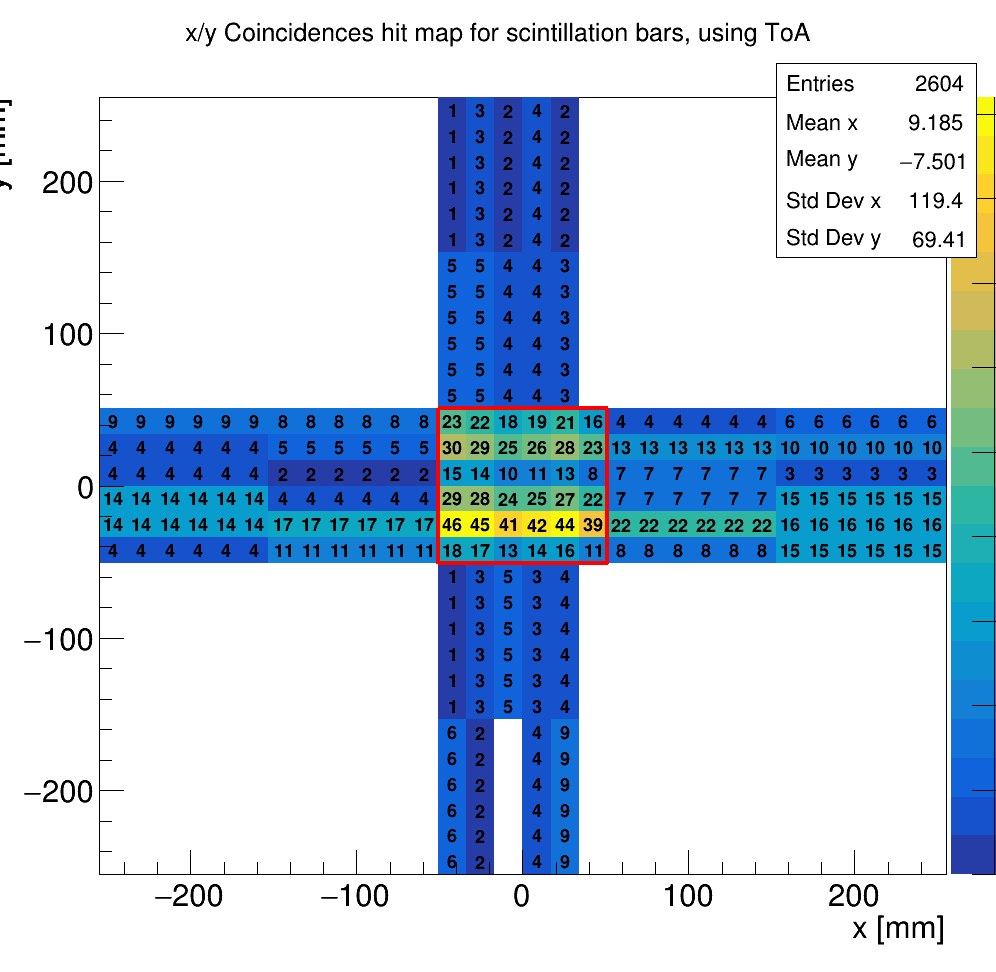 x/y Coincidences hit map for scintillation bars, using ToA
y [mm]
Entries 2604
Mean x 9.185
Mean y −7.501
Std Dev x 119.4
Std Dev y 69.41
1 3 2 4 2
1 3 2 4 2
1 3 2 4 2
200
1 3 2 4 2
1 3 2 4 2
1 3 2 4 2
5 5 4 4 3
5 5 4 4 3
5 5 4 4 3
100
5 5 4 4 3
5 5 4 4 3
5 5 4 4 3
9 9 9 9 9 9 8 8 8 8 8 8 23 22 18 19 21 16 4 4 4 4 4 4 6 6 6 6 6 6
4 4 4 4 4 4 5 5 5 5 5 5 30 29 25 26 28 23 13 13 13 13 13 13 10 10 10 10 10 10
0
4 4 4 4 4 4 2 2 2 2 2 2 15 14 10 11 13 8 7 7 7 7 7 7 3 3 3 3 3 3
14 14 14 14 14 14 4 4 4 4 4 4 29 28 24 25 27 22 7 7 7 7 7 7 15 15 15 15 15 15
14 14 14 14 14 14 17 17 17 17 17 17 46 45 41 42 44 39 22 22 22 22 22 22 16 16 16 16 16 16
4 4 4 4 4 4 11 11 11 11 11 11 18 17 13 14 16 11 8 8 8 8 8 8 15 15 15 15 15 15
1 3 5 3 4
1 3 5 3 4
1 3 5 3 4
−100
1 3 5 3 4
1 3 5 3 4
1 3 5 3 4
6 2 4 9
6 2 4 9
6 2 4 9
−200
6 2 4 9
6 2 4 9
6 2 4 9
−200 −100 0 100 200
x [mm]